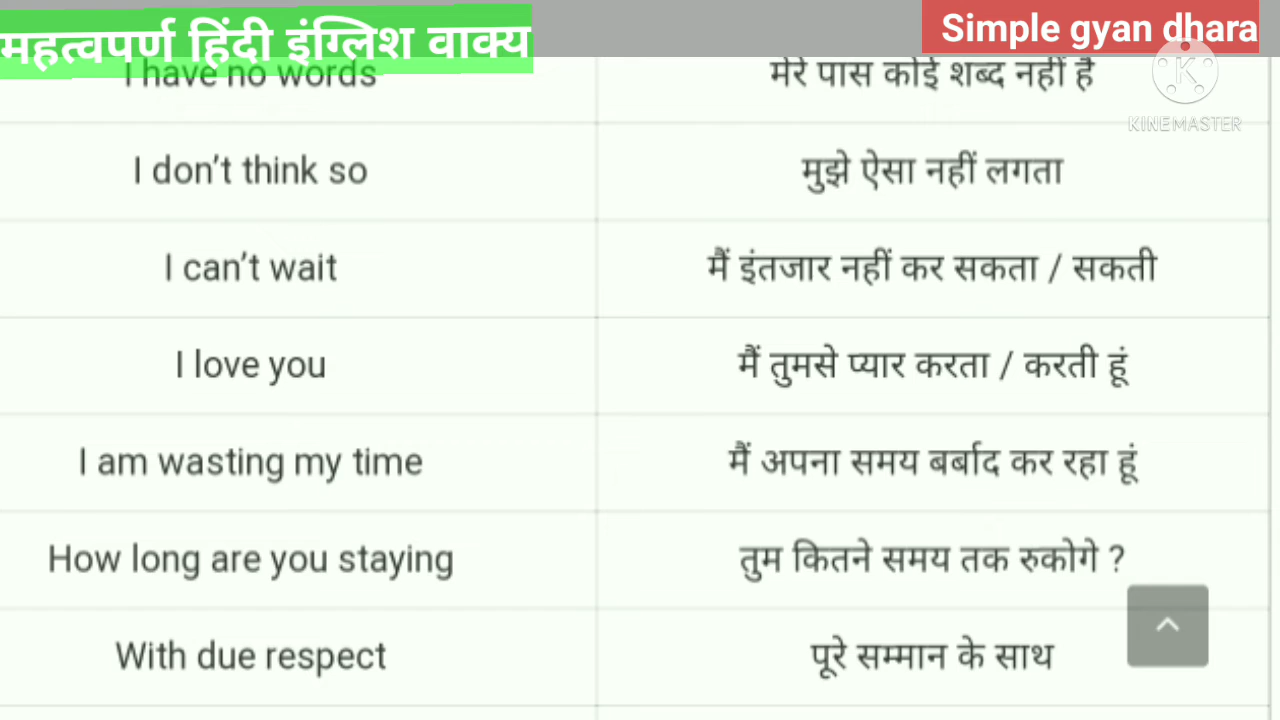 महत्वपूर्ण हिंदी इंग्लिश वाक्य
Simple gyan dhara
KINEMASTER
I have no words मेरे पास कोई शब्द नहीं है
I don't think so मुझे ऐसा नहीं लगता
I can't wait मैं इंतजार नहीं कर सकता / सकती
I love you मैं तुमसे प्यार करता / करती हूं
I am wasting my time मैं अपना समय बर्बाद कर रहा हूं
How long are you staying तुम कितने समय तक रुकोगे ?
With due respect पूरे सम्मान के साथ